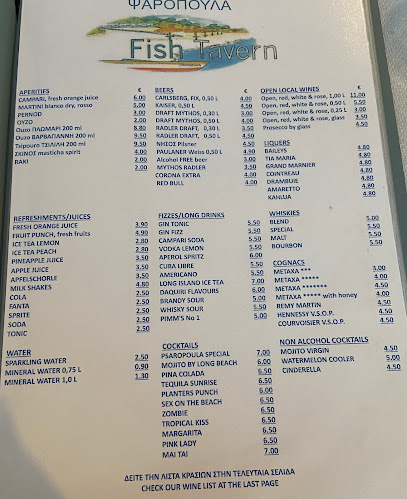 ΨΑΡΟΠΟΥΛΑ
Fish Tavern
APERITIFS €
CAMPARI, fresh orange juice 6.00
MARTINI blanco dry, rosso 5.00
PERNOD 3.00
OYZO 2.00
Ουζο ΠΛΩΜΑΡΙ 200 ml 8.80
Ουζο ΒΑΡΒΑΓΙΑΝΝΗ 200 ml 9.50
Τσίπουρο ΤΣΙΛΙΛΗ 200 ml 9.50
ΣΚΙΝΟΣ masticha spirit 4.00
RAKI 2.00
BEERS €
CARLSBERG, FIX, 0,50 L 4.00
KAISER, 0,50 L 4.50
DRAFT MYTHOS, 0,30 L 3.00
DRAFT MYTHOS, 0,50 L 4.00
RADLER DRAFT, 0,30 L 3.50
RADLER DRAFT, 0,50 L 4.50
ΝΗΣΟΣ Pilsner 4.50
PAULANER Weiss 0,50 L 4.50
Alcohol FREE beer 3.00
MYTHOS RADLER 3.50
CORONA EXTRA 4.00
RED BULL 4.00
OPEN LOCAL WINES €
Open, red, white & rose, 1,00 L 11.00
Open, red, white & rose, 0,50 L 5.50
Open, red, white & rose, 0,25 L 3.00
Open, red, white & rose, glass 3.50
Prosecco by glass 4.50
LIQUERS
BAILEYS 4.80
TIA MARIA 4.80
GRAND MARNIER 4.80
COINTREAU 4.80
DRAMBUIE 4.80
AMARETTO 4.80
KAHLUA 4.80
REFRESHMENTS/JUICES
FRESH ORANGE JUICE 3.90
FRUIT PUNCH, fresh fruits 4.90
ICE TEA LEMON 2.80
ICE TEA PEACH 2.80
PINEAPPLE JUICE 3.50
APPLE JUICE 3.50
APFELSCHORLE 3.50
MILK SHAKES 4.80
COLA 2.50
FANTA 2.50
SPRITE 2.50
SODA 2.50
TONIC 2.50
FIZZES/LONG DRINKS
GIN TONIC 5.50
GIN FIZZ 5.50
CAMPARI SODA 5.50
VODKA LEMON 5.50
APEROL SPRITZ 6.00
CUBA LIBRE 5.50
AMERICANO 5.50
LONG ISLAND ICE TEA 7.00
DAQUIRI FLAVOURS 6.00
BRANDY SOUR 5.00
WHISKY SOUR 5.50
PIMM'S No 1 5.00
WHISKIES
BLEND 5.00
SPECIAL 5.50
MALT 5.50
BOURBON 5.50
COGNACS
METAXA *** 3.00
METAXA ***** 4.00
METAXA ******* 4.50
METAXA ***** with honey 4.00
REMY MARTIN 4.50
HENNESSY V.S.O.P. 4.50
COURVOISIER V.S.O.P. 4.50
WATER
SPARKLING WATER 2.50
MINERAL WATER 0,75 L 0.90
MINERAL WATER 1,0 L 1.30
COCKTAILS
PSAROPOULA SPECIAL 7.00
MOJITO BY LONG BEACH 6.00
PINA COLADA 6.50
TEQUILA SUNRISE 6.50
PLANTERS PUNCH 6.00
SEX ON THE BEACH 6.50
ZOMBIE 6.50
TROPICAL KISS 6.50
MARGARITA 6.50
PINK LADY 6.50
MAI TAI 7.00
NON ALCOHOL COCKTAILS
MOJITO VIRGIN 4.50
WATERMELON COOLER 5.00
CINDERELLA 4.50
ΔΕΙΤΕ ΤΗΝ ΛΙΣΤΑ ΚΡΑΣΙΩΝ ΣΤΗΝ ΤΕΛΕΥΤΑΙΑ ΣΕΛΙΔΑ
CHECK OUR WINE LIST AT THE LAST PAGE